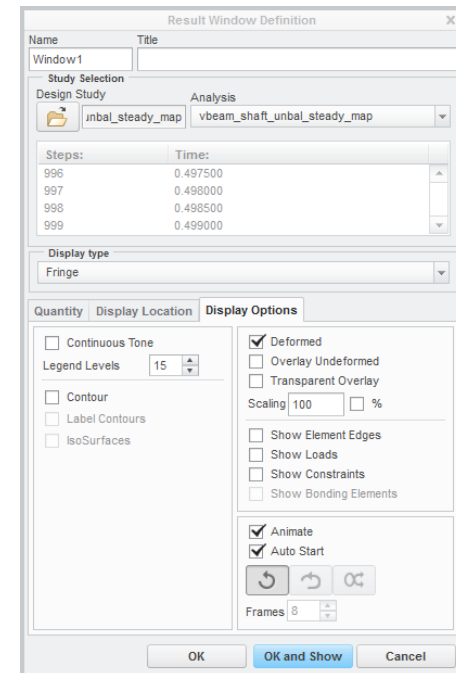 Result Window Definition X
Name Title
Window1
Study Selection
Design Study Analysis
unbal_steady_map vbeam_shaft_unbal_steady_map
Steps: Time:
996 0.497500
997 0.498000
998 0.498500
999 0.499000
Display type
Fringe
Quantity Display Location Display Options
Continuous Tone
Legend Levels 15
Contour
Label Contours
IsoSurfaces
Deformed
Overlay Undeformed
Transparent Overlay
Scaling 100 %
Show Element Edges
Show Loads
Show Constraints
Show Bonding Elements
Animate
Auto Start
Frames 8
OK OK and Show Cancel